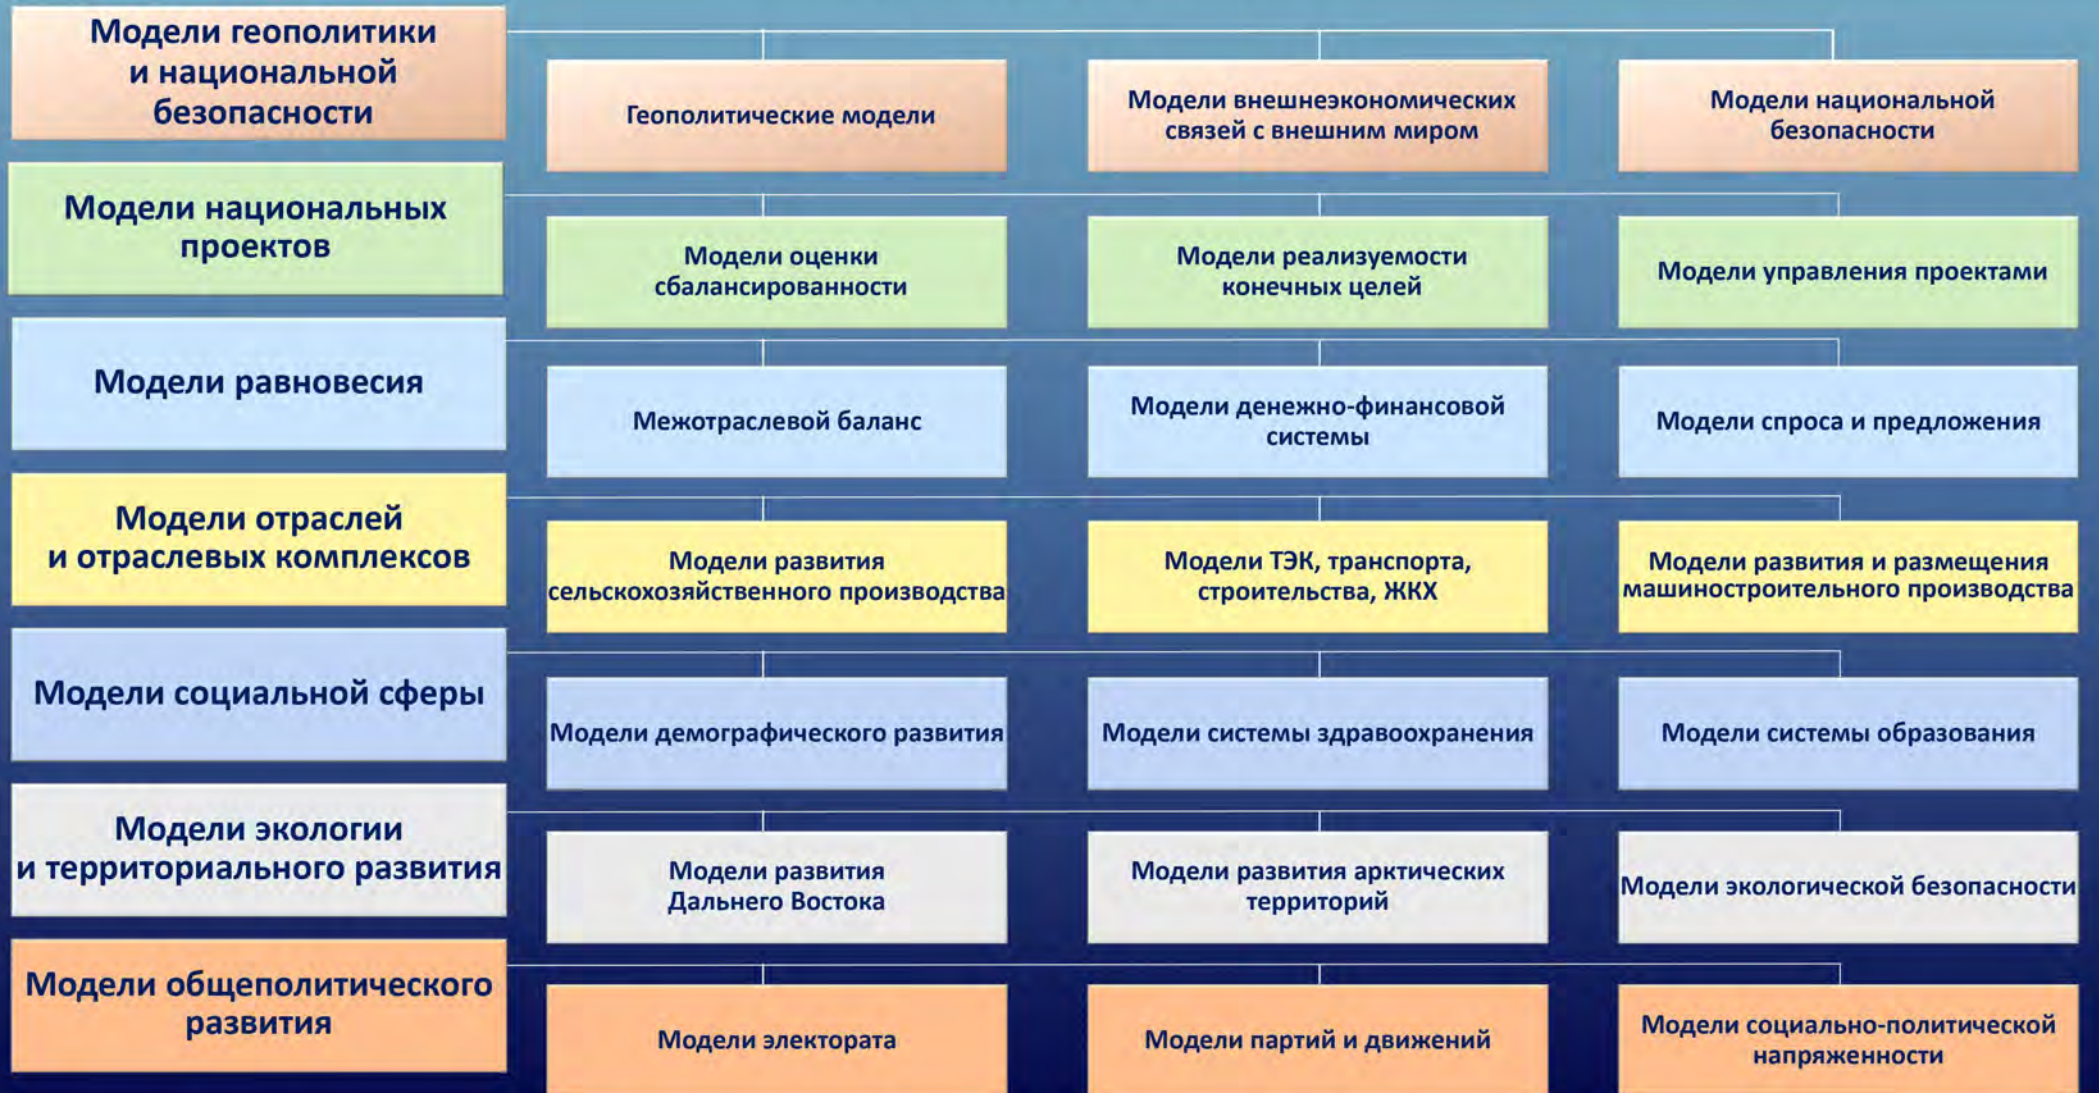 Модели геополитики
и национальной
безопасности
Геополитические модели
Модели внешнеэкономических
связей с внешним миром
Модели национальной
безопасности
Модели национальных
проектов
Модели оценки
сбалансированности
Модели реализуемости
конечных целей
Модели управления проектами
Модели равновесия
Межотраслевой баланс
Модели денежно-финансовой
системы
Модели спроса и предложения
Модели отраслей
и отраслевых комплексов
Модели развития
сельскохозяйственного производства
Модели ТЭК, транспорта,
строительства, ЖКХ
Модели развития и размещения
машиностроительного производства
Модели социальной сферы
Модели демографического развития
Модели системы здравоохранения
Модели системы образования
Модели экологии
и территориального развития
Модели развития
Дальнего Востока
Модели развития арктических
территорий
Модели экологической безопасности
Модели общеполитического
развития
Модели электората
Модели партий и движений
Модели социально-политической
напряженности